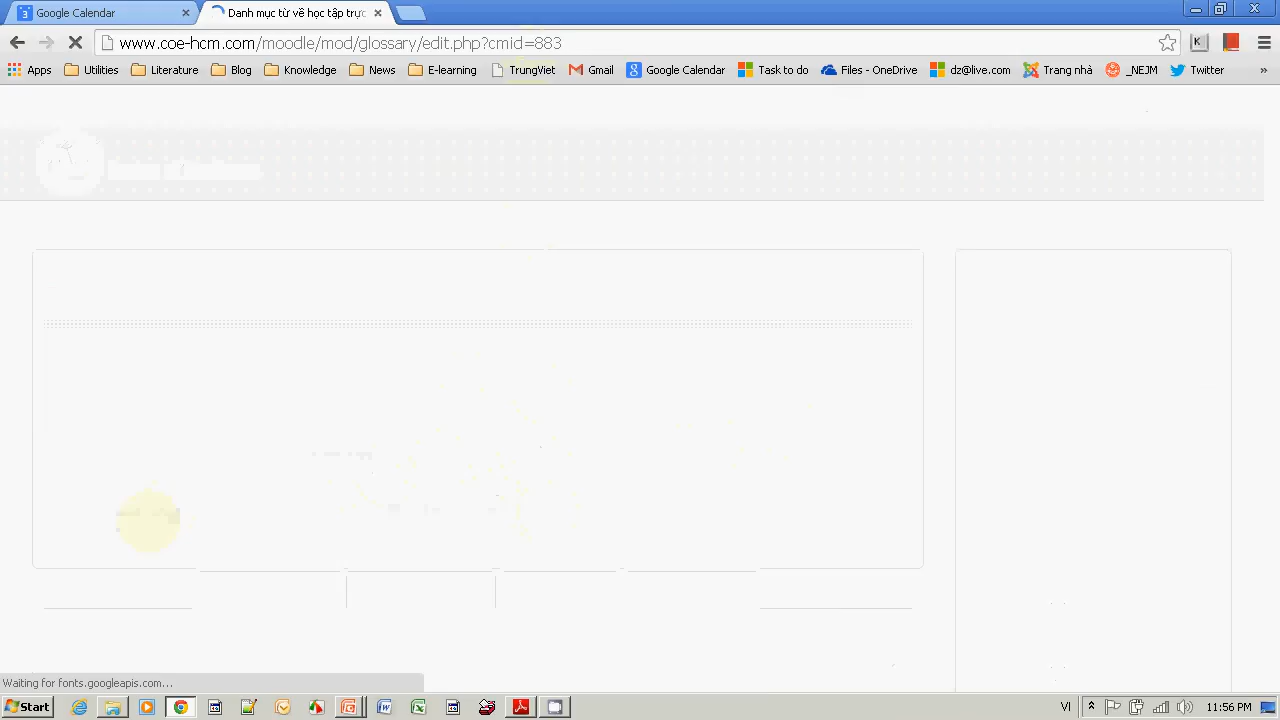 Google Calendar
Danh mục từ về học tập trực
www.coe-hcm.com/moodle/mod/glossary/edit.php?cmid=883
Apps Utilities Literature Blog Knowledge News E-learning TrungViet Gmail Google Calendar Task to do Files - OneDrive dz@live.com Trang nhà _NEJM Twitter »
Waiting for fonts.googleapis.com...
Start VI 11:56 PM